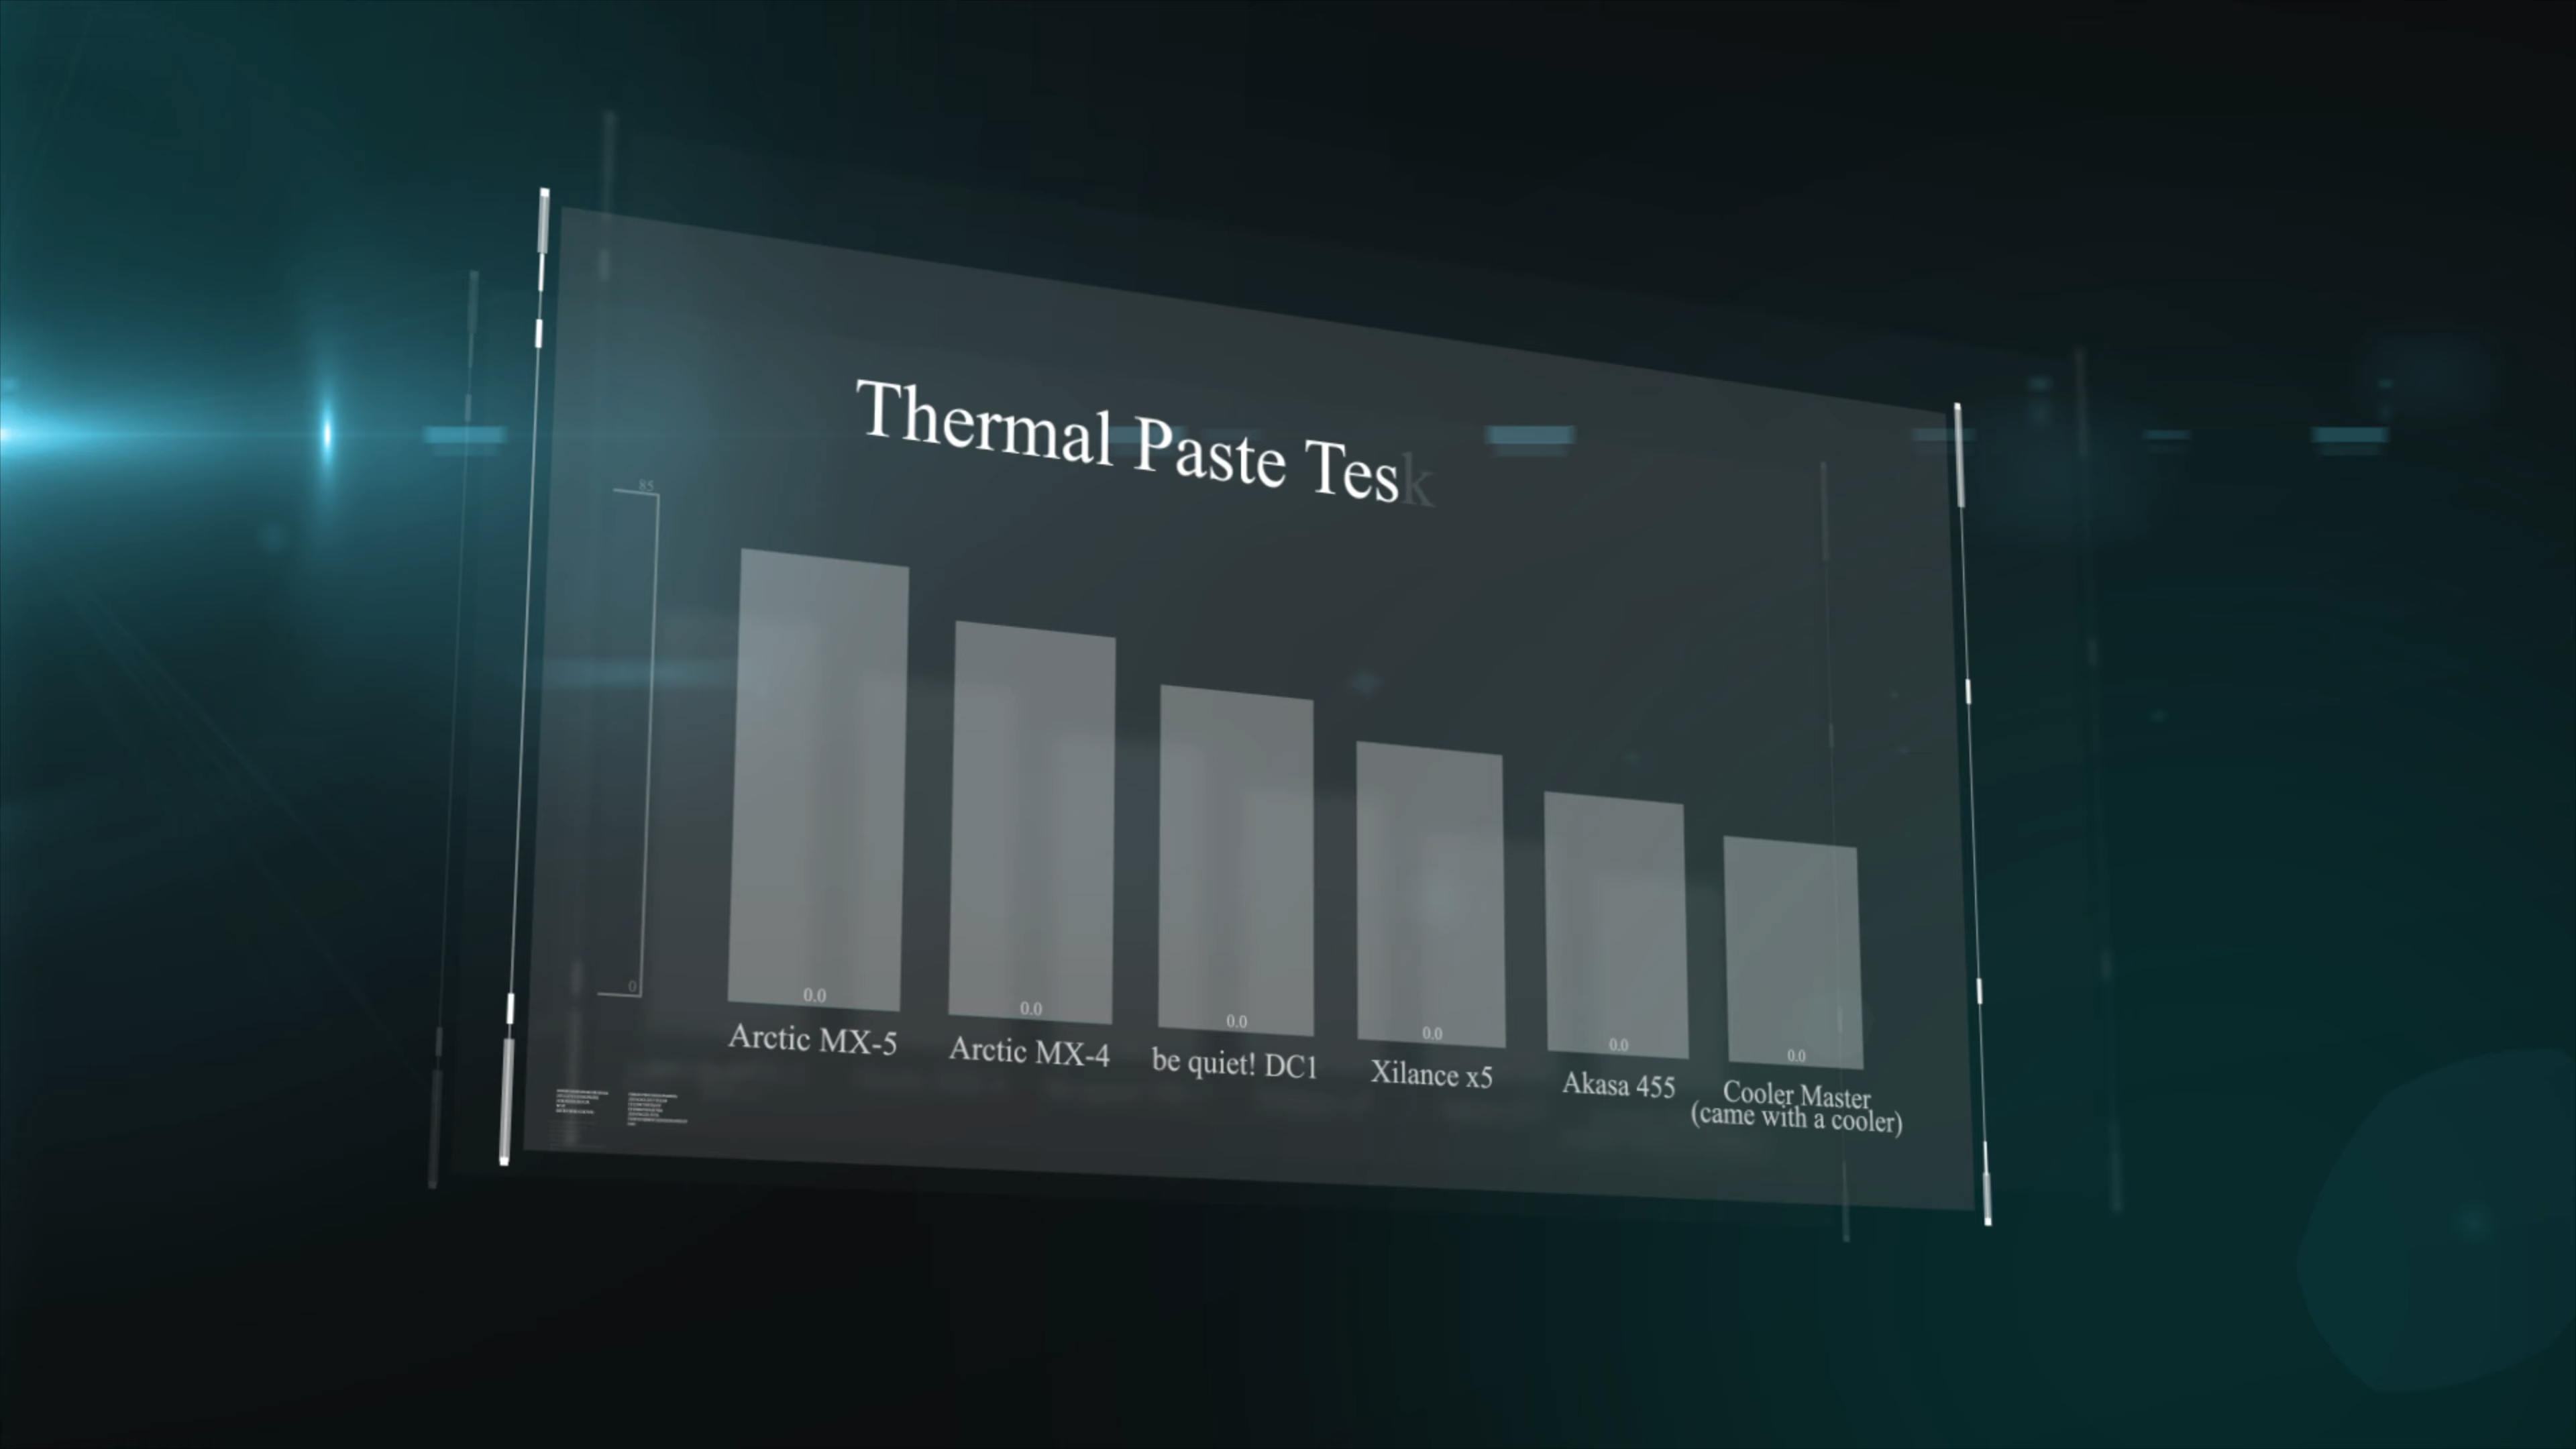 Thermal Paste Tesk
85
0
0.0
0.0
0.0
0.0
0.0
0.0
Arctic MX-5
Arctic MX-4
be quiet! DC1
Xilance x5
Akasa 455
Cooler Master
(came with a cooler)